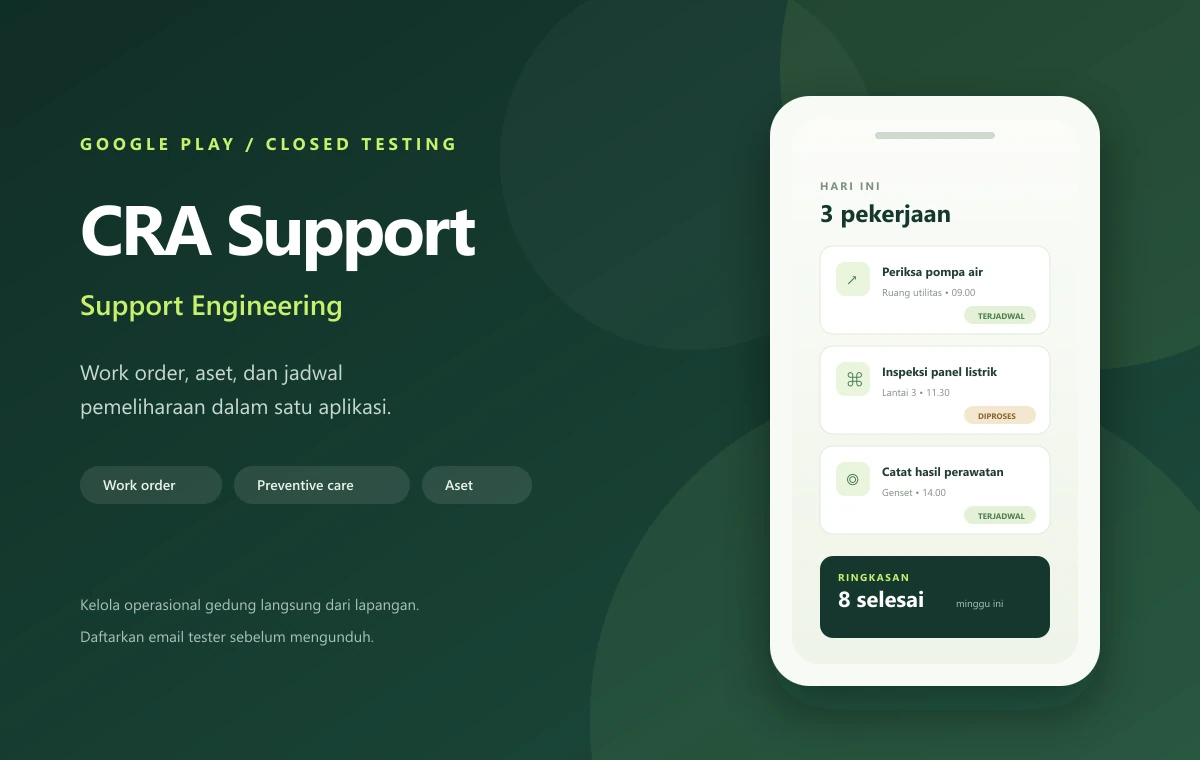 GOOGLE PLAY / CLOSED TESTING
CRA Support
Support Engineering
Work order, aset, dan jadwal
pemeliharaan dalam satu aplikasi.
Work order
Preventive care
Aset
Kelola operasional gedung langsung dari lapangan.
Daftarkan email tester sebelum mengunduh.
HARI INI
3 pekerjaan
Periksa pompa air
Ruang utilitas • 09.00
TERJADWAL
Inspeksi panel listrik
Lantai 3 • 11.30
DIPROSES
Catat hasil perawatan
Genset • 14.00
TERJADWAL
RINGKASAN
8 selesai minggu ini